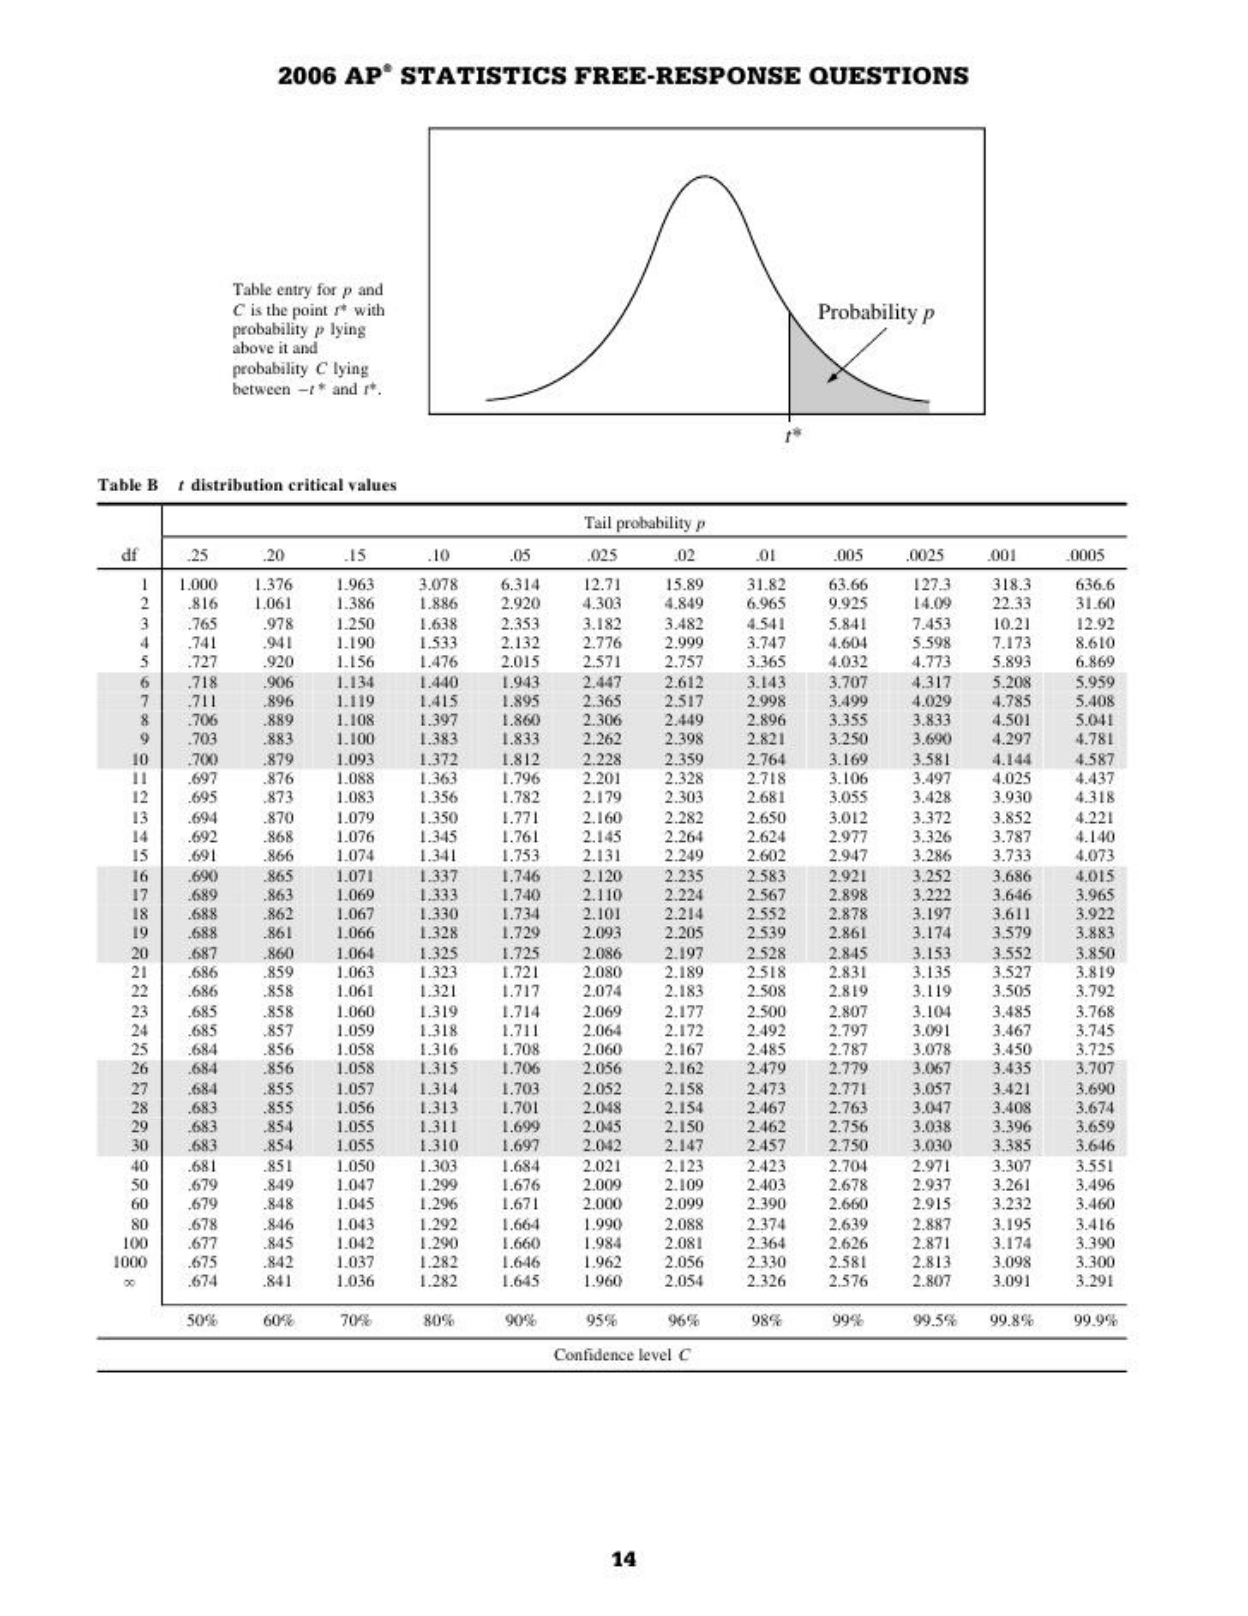 2006 AP® STATISTICS FREE-RESPONSE QUESTIONS
Table entry for p and
C is the point t* with
probability p lying
above it and
probability C lying
between −t* and t*.
Probability p
t*
Table B t distribution critical values
Tail probability p
df .25 .20 .15 .10 .05 .025 .02 .01 .005 .0025 .001 .0005
1 1.000 1.376 1.963 3.078 6.314 12.71 15.89 31.82 63.66 127.3 318.3 636.6
2 .816 1.061 1.386 1.886 2.920 4.303 4.849 6.965 9.925 14.09 22.33 31.60
3 .765 .978 1.250 1.638 2.353 3.182 3.482 4.541 5.841 7.453 10.21 12.92
4 .741 .941 1.190 1.533 2.132 2.776 2.999 3.747 4.604 5.598 7.173 8.610
5 .727 .920 1.156 1.476 2.015 2.571 2.757 3.365 4.032 4.773 5.893 6.869
6 .718 .906 1.134 1.440 1.943 2.447 2.612 3.143 3.707 4.317 5.208 5.959
7 .711 .896 1.119 1.415 1.895 2.365 2.517 2.998 3.499 4.029 4.785 5.408
8 .706 .889 1.108 1.397 1.860 2.306 2.449 2.896 3.355 3.833 4.501 5.041
9 .703 .883 1.100 1.383 1.833 2.262 2.398 2.821 3.250 3.690 4.297 4.781
10 .700 .879 1.093 1.372 1.812 2.228 2.359 2.764 3.169 3.581 4.144 4.587
11 .697 .876 1.088 1.363 1.796 2.201 2.328 2.718 3.106 3.497 4.025 4.437
12 .695 .873 1.083 1.356 1.782 2.179 2.303 2.681 3.055 3.428 3.930 4.318
13 .694 .870 1.079 1.350 1.771 2.160 2.282 2.650 3.012 3.372 3.852 4.221
14 .692 .868 1.076 1.345 1.761 2.145 2.264 2.624 2.977 3.326 3.787 4.140
15 .691 .866 1.074 1.341 1.753 2.131 2.249 2.602 2.947 3.286 3.733 4.073
16 .690 .865 1.071 1.337 1.746 2.120 2.235 2.583 2.921 3.252 3.686 4.015
17 .689 .863 1.069 1.333 1.740 2.110 2.224 2.567 2.898 3.222 3.646 3.965
18 .688 .862 1.067 1.330 1.734 2.101 2.214 2.552 2.878 3.197 3.611 3.922
19 .688 .861 1.066 1.328 1.729 2.093 2.205 2.539 2.861 3.174 3.579 3.883
20 .687 .860 1.064 1.325 1.725 2.086 2.197 2.528 2.845 3.153 3.552 3.850
21 .686 .859 1.063 1.323 1.721 2.080 2.189 2.518 2.831 3.135 3.527 3.819
22 .686 .858 1.061 1.321 1.717 2.074 2.183 2.508 2.819 3.119 3.505 3.792
23 .685 .858 1.060 1.319 1.714 2.069 2.177 2.500 2.807 3.104 3.485 3.768
24 .685 .857 1.059 1.318 1.711 2.064 2.172 2.492 2.797 3.091 3.467 3.745
25 .684 .856 1.058 1.316 1.708 2.060 2.167 2.485 2.787 3.078 3.450 3.725
26 .684 .856 1.058 1.315 1.706 2.056 2.162 2.479 2.779 3.067 3.435 3.707
27 .684 .855 1.057 1.314 1.703 2.052 2.158 2.473 2.771 3.057 3.421 3.690
28 .683 .855 1.056 1.313 1.701 2.048 2.154 2.467 2.763 3.047 3.408 3.674
29 .683 .854 1.055 1.311 1.699 2.045 2.150 2.462 2.756 3.038 3.396 3.659
30 .683 .854 1.055 1.310 1.697 2.042 2.147 2.457 2.750 3.030 3.385 3.646
40 .681 .851 1.050 1.303 1.684 2.021 2.123 2.423 2.704 2.971 3.307 3.551
50 .679 .849 1.047 1.299 1.676 2.009 2.109 2.403 2.678 2.937 3.261 3.496
60 .679 .848 1.045 1.296 1.671 2.000 2.099 2.390 2.660 2.915 3.232 3.460
80 .678 .846 1.043 1.292 1.664 1.990 2.088 2.374 2.639 2.887 3.195 3.416
100 .677 .845 1.042 1.290 1.660 1.984 2.081 2.364 2.626 2.871 3.174 3.390
1000 .675 .842 1.037 1.282 1.646 1.962 2.056 2.330 2.581 2.813 3.098 3.300
∞ .674 .841 1.036 1.282 1.645 1.960 2.054 2.326 2.576 2.807 3.091 3.291
50% 60% 70% 80% 90% 95% 96% 98% 99% 99.5% 99.8% 99.9%
Confidence level C
14